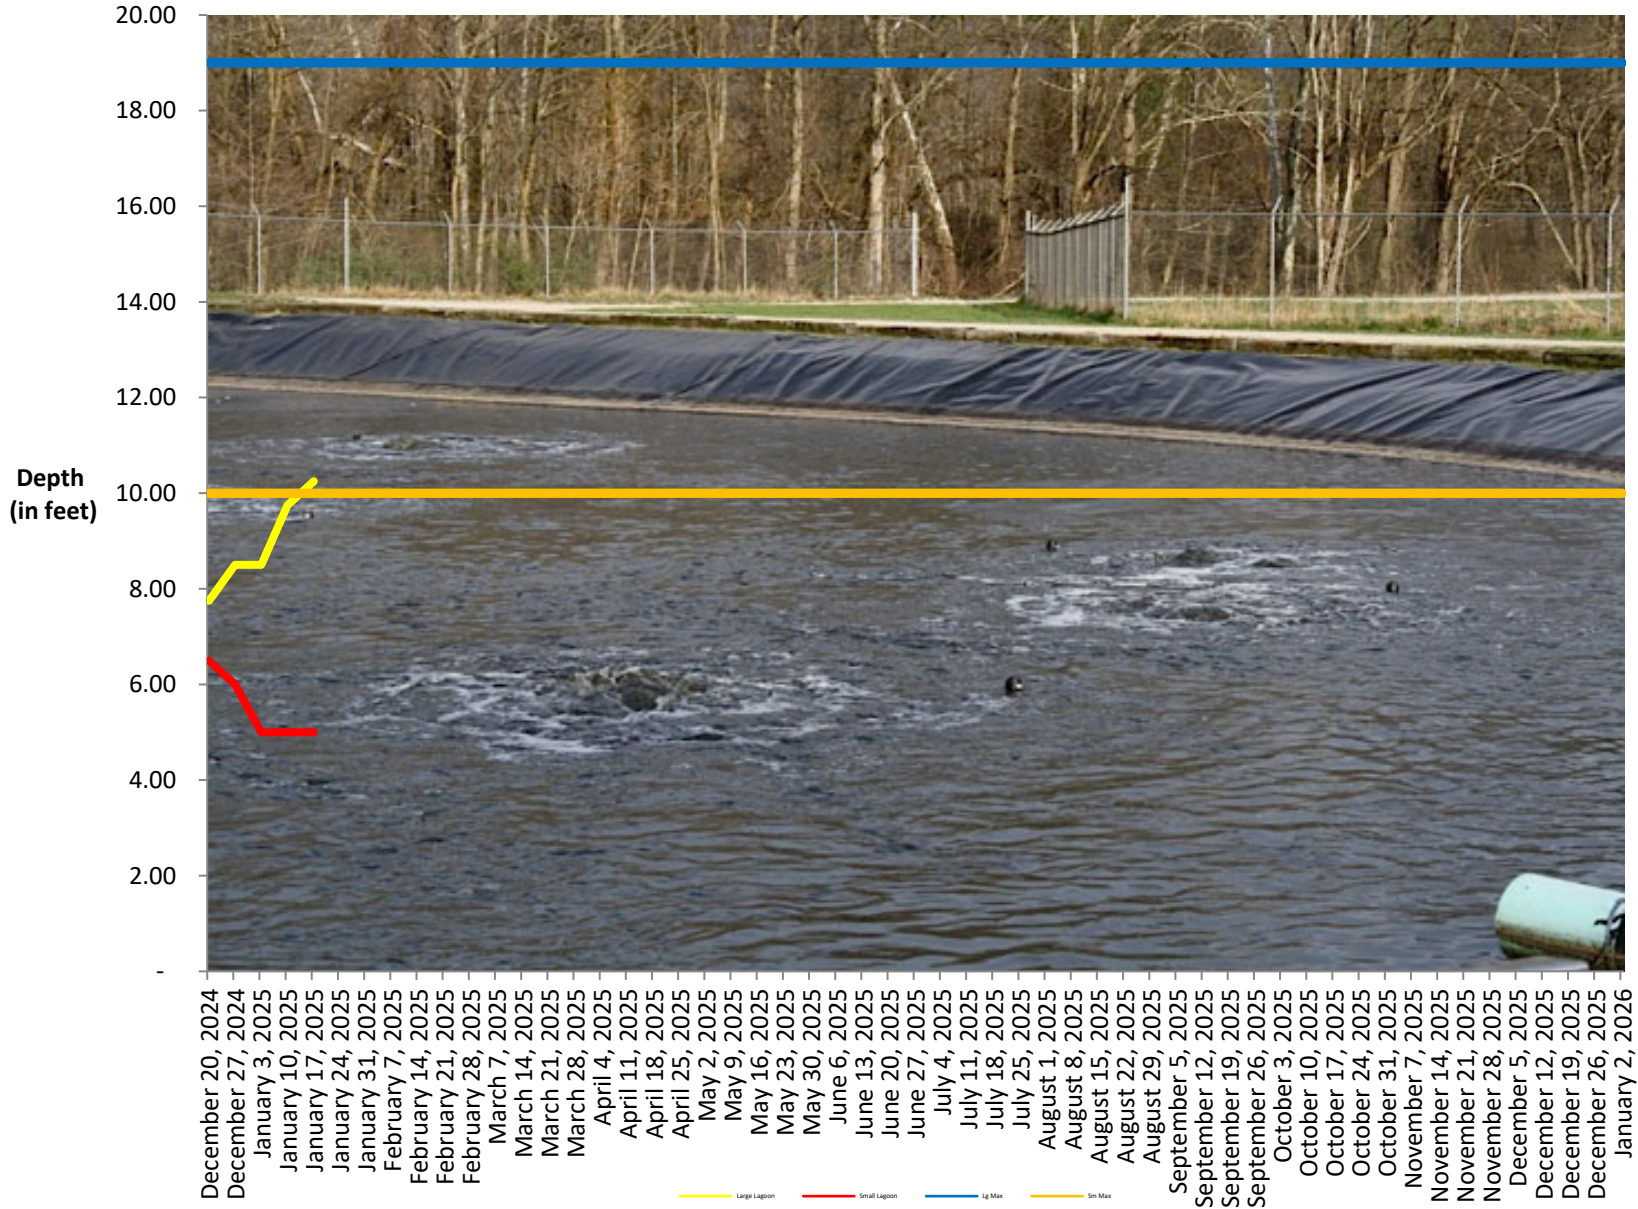 20.00
18.00
16.00
14.00
12.00
10.00
8.00
6.00
4.00
2.00
-
Depth
(in feet)
December 20, 2024
December 27, 2024
January 3, 2025
January 10, 2025
January 17, 2025
January 24, 2025
January 31, 2025
February 7, 2025
February 14, 2025
February 21, 2025
February 28, 2025
March 7, 2025
March 14, 2025
March 21, 2025
March 28, 2025
April 4, 2025
April 11, 2025
April 18, 2025
April 25, 2025
May 2, 2025
May 9, 2025
May 16, 2025
May 23, 2025
May 30, 2025
June 6, 2025
June 13, 2025
June 20, 2025
June 27, 2025
July 4, 2025
July 11, 2025
July 18, 2025
July 25, 2025
August 1, 2025
August 8, 2025
August 15, 2025
August 22, 2025
August 29, 2025
September 5, 2025
September 12, 2025
September 19, 2025
September 26, 2025
October 3, 2025
October 10, 2025
October 17, 2025
October 24, 2025
October 31, 2025
November 7, 2025
November 14, 2025
November 21, 2025
November 28, 2025
December 5, 2025
December 12, 2025
December 19, 2025
December 26, 2025
January 2, 2026
Large Lagoon
Small Lagoon
Lg Max
Sm Max